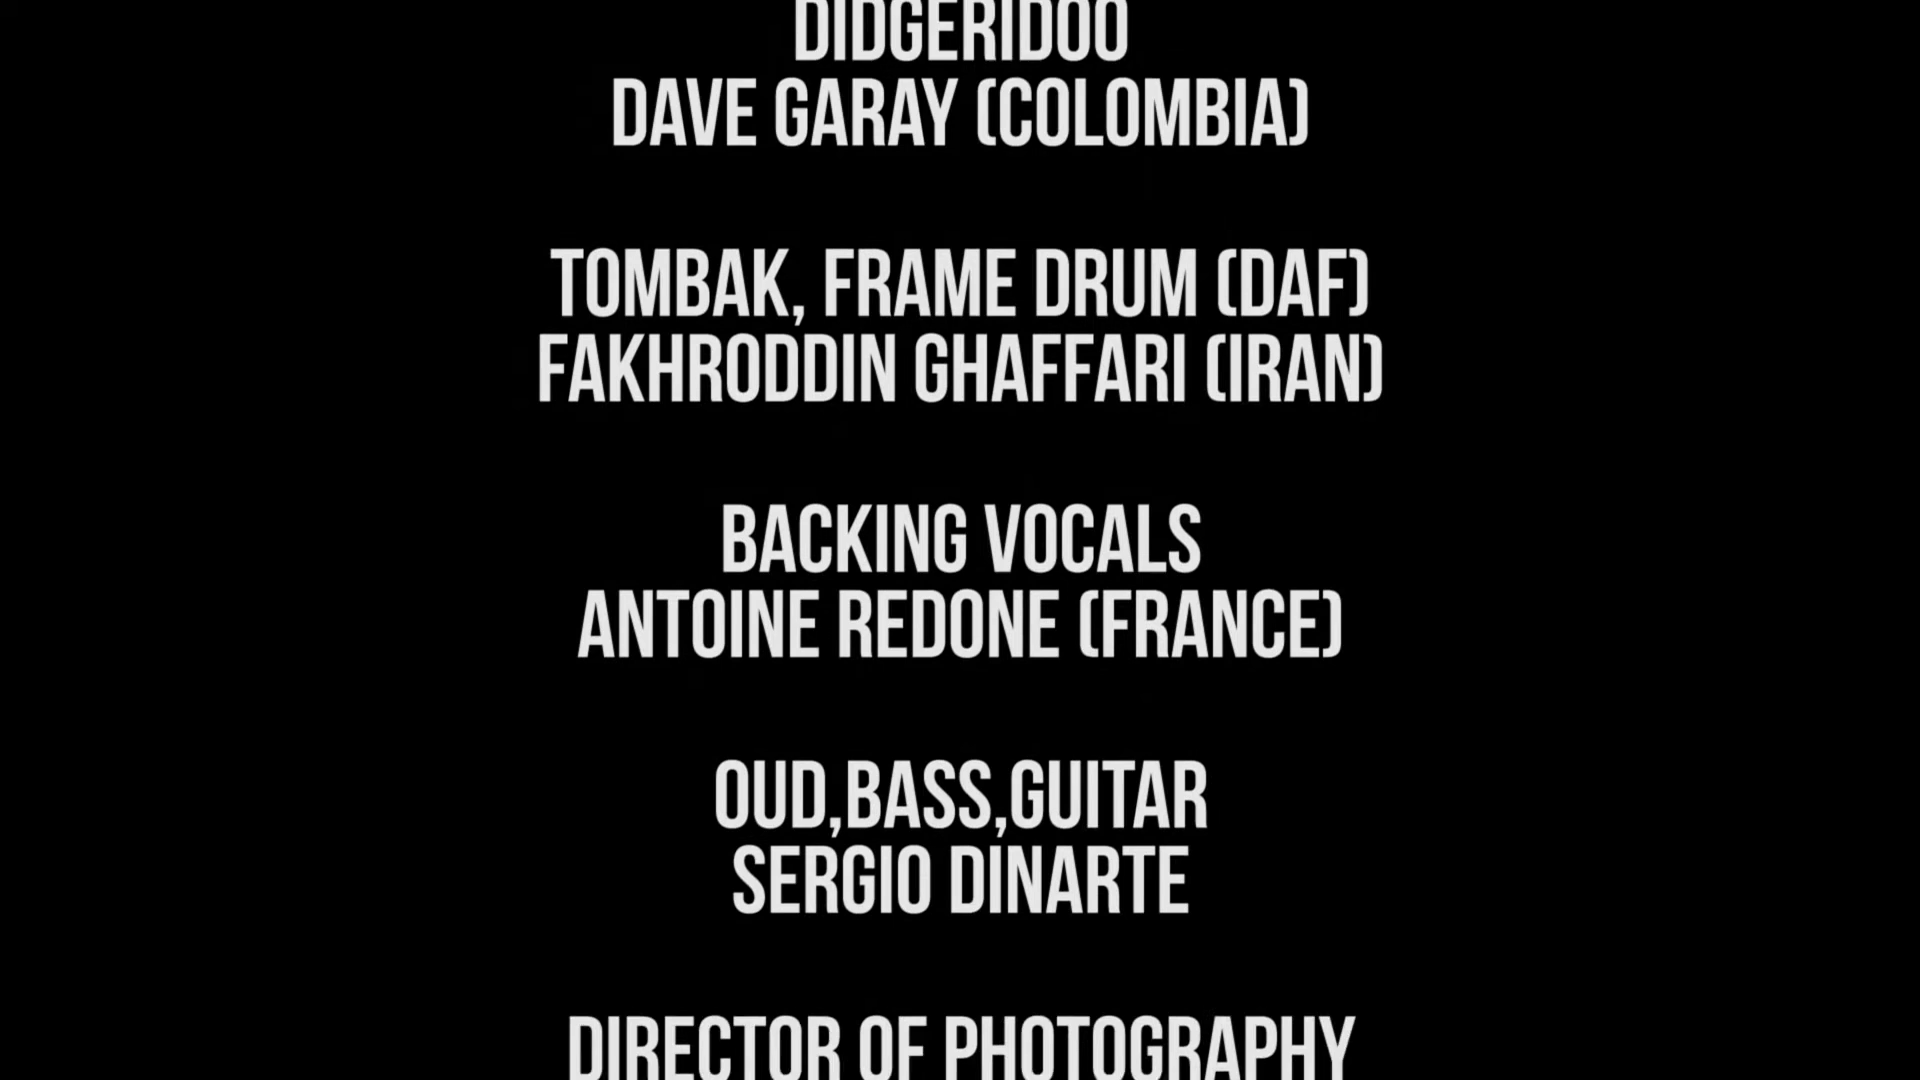 DIDGERIDOO
DAVE GARAY (COLOMBIA)
TOMBAK, FRAME DRUM (DAF)
FAKHRODDIN GHAFFARI (IRAN)
BACKING VOCALS
ANTOINE REDONE (FRANCE)
OUD,BASS,GUITAR
SERGIO DINARTE
DIRECTOR OF PHOTOGRAPHY